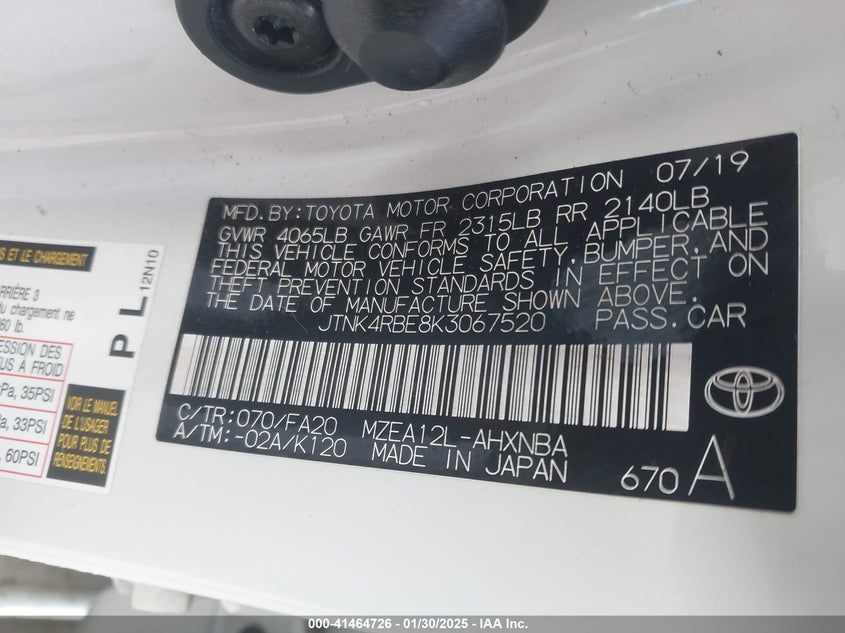 MFD.BY:TOYOTA MOTOR CORPORATION 07/19
GVWR 4065LB GAWR FR 2315LB RR 2140LB
THIS VEHICLE CONFORMS TO ALL APPLICABLE
FEDERAL MOTOR VEHICLE SAFETY,BUMPER,AND
THEFT PREVENTION STANDARDS IN EFFECT ON
THE DATE OF MANUFACTURE SHOWN ABOVE.
JTNK4RBE8K3067520 PASS.CAR
C/TR:070/FA20 MZEA12L-AHXNBA
A/TM:-02A/K120 MADE IN JAPAN
670 A
S ET LE CHARGEMENT
ARRIÈRE 3
du chargement ne
60 lb.
P L 12N10
ESSION DES
US À FROID
Pa, 35PSI
a, 33PSI
, 60PSI
VOIR LE MANUEL
DE L'USAGER
POUR PLUS DE
RENSEIGNEMENTS
000-41464726 — 01/30/2025 — IAA Inc.